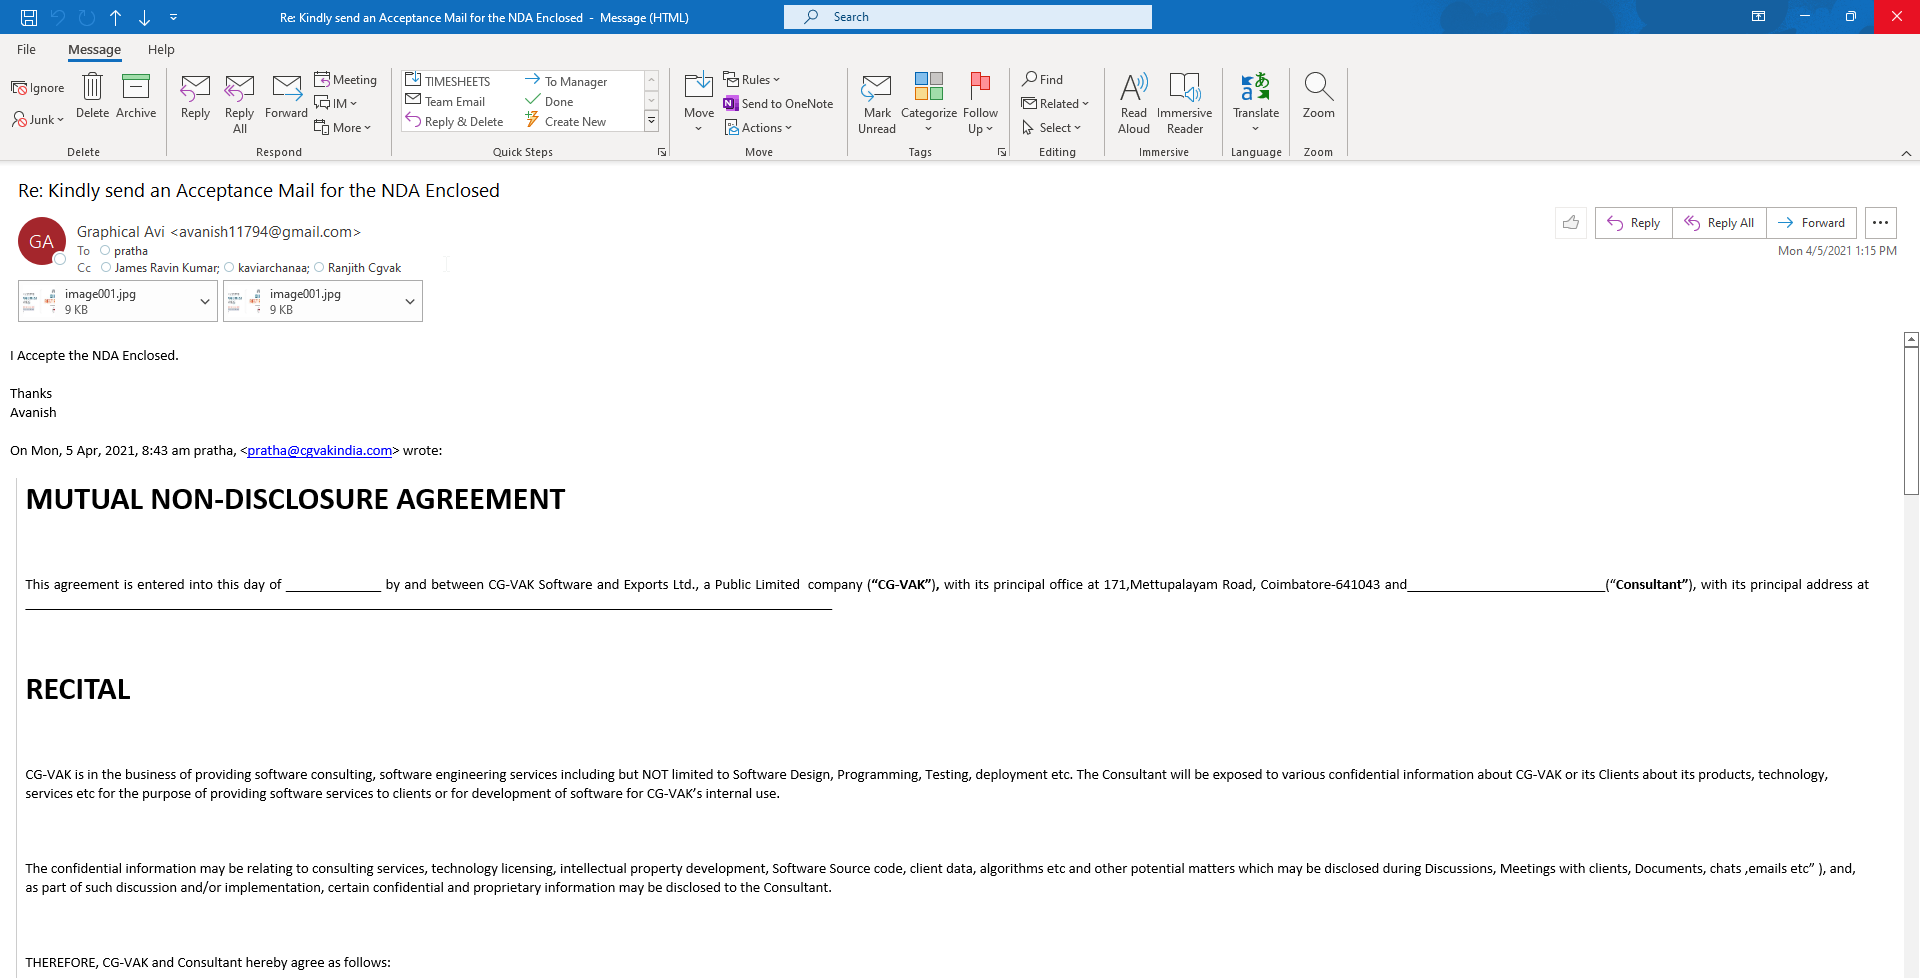 Re: Kindly send an Acceptance Mail for the NDA Enclosed - Message (HTML)
Search
File Message Help
Ignore
Junk
Delete
Archive
Delete
Reply
Reply All
Forward
Meeting
IM
More
Respond
TIMESHEETS
Team Email
Reply & Delete
To Manager
Done
Create New
Quick Steps
Move
Rules
Send to OneNote
Actions
Move
Mark Unread
Categorize
Follow Up
Tags
Find
Related
Select
Editing
Read Aloud
Immersive Reader
Immersive
Translate
Language
Zoom
Zoom
Re: Kindly send an Acceptance Mail for the NDA Enclosed
GA
Graphical Avi <avanish11794@gmail.com>
To pratha
Cc James Ravin Kumar; kaviarchanaa; Ranjith Cgvak
Reply Reply All Forward
Mon 4/5/2021 1:15 PM
image001.jpg
9 KB
image001.jpg
9 KB
I Accepte the NDA Enclosed.
Thanks
Avanish
On Mon, 5 Apr, 2021, 8:43 am pratha, <pratha@cgvakindia.com> wrote:
MUTUAL NON-DISCLOSURE AGREEMENT
This agreement is entered into this day of ______________ by and between CG-VAK Software and Exports Ltd., a Public Limited company (“CG-VAK”), with its principal office at 171,Mettupalayam Road, Coimbatore-641043 and_____________________________(“Consultant”), with its principal address at
______________________________________________________________________________________________________________________
RECITAL
CG-VAK is in the business of providing software consulting, software engineering services including but NOT limited to Software Design, Programming, Testing, deployment etc. The Consultant will be exposed to various confidential information about CG-VAK or its Clients about its products, technology,
services etc for the purpose of providing software services to clients or for development of software for CG-VAK’s internal use.
The confidential information may be relating to consulting services, technology licensing, intellectual property development, Software Source code, client data, algorithms etc and other potential matters which may be disclosed during Discussions, Meetings with clients, Documents, chats ,emails etc” ), and,
as part of such discussion and/or implementation, certain confidential and proprietary information may be disclosed to the Consultant.
THEREFORE, CG-VAK and Consultant hereby agree as follows: